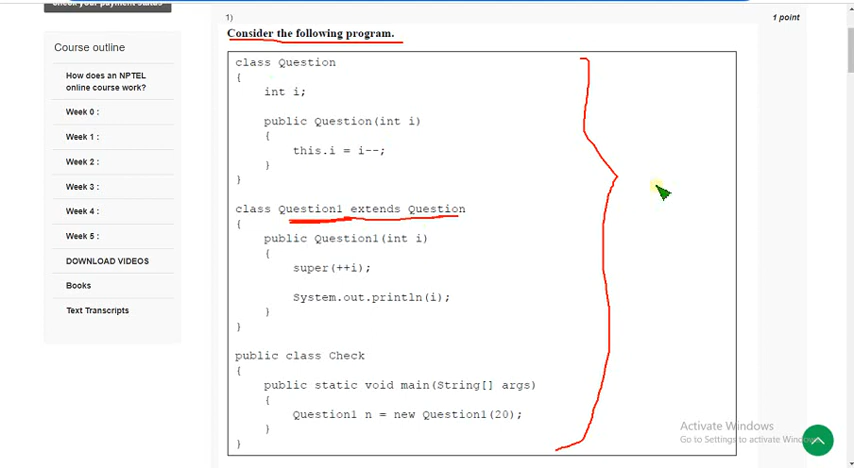 1)
1 point
Course outline
How does an NPTEL
online course work?
Week 0 :
Week 1 :
Week 2 :
Week 3 :
Week 4 :
Week 5 :
DOWNLOAD VIDEOS
Books
Text Transcripts
Consider the following program.
class Question
{
int i;
public Question(int i)
{
this.i = i--;
}
}
class Question1 extends Question
{
public Question1(int i)
{
super(++i);
System.out.println(i);
}
}
public class Check
{
public static void main(String[] args)
{
Question1 n = new Question1(20);
}
}
Activate Windows
Go to Settings to activate Windows